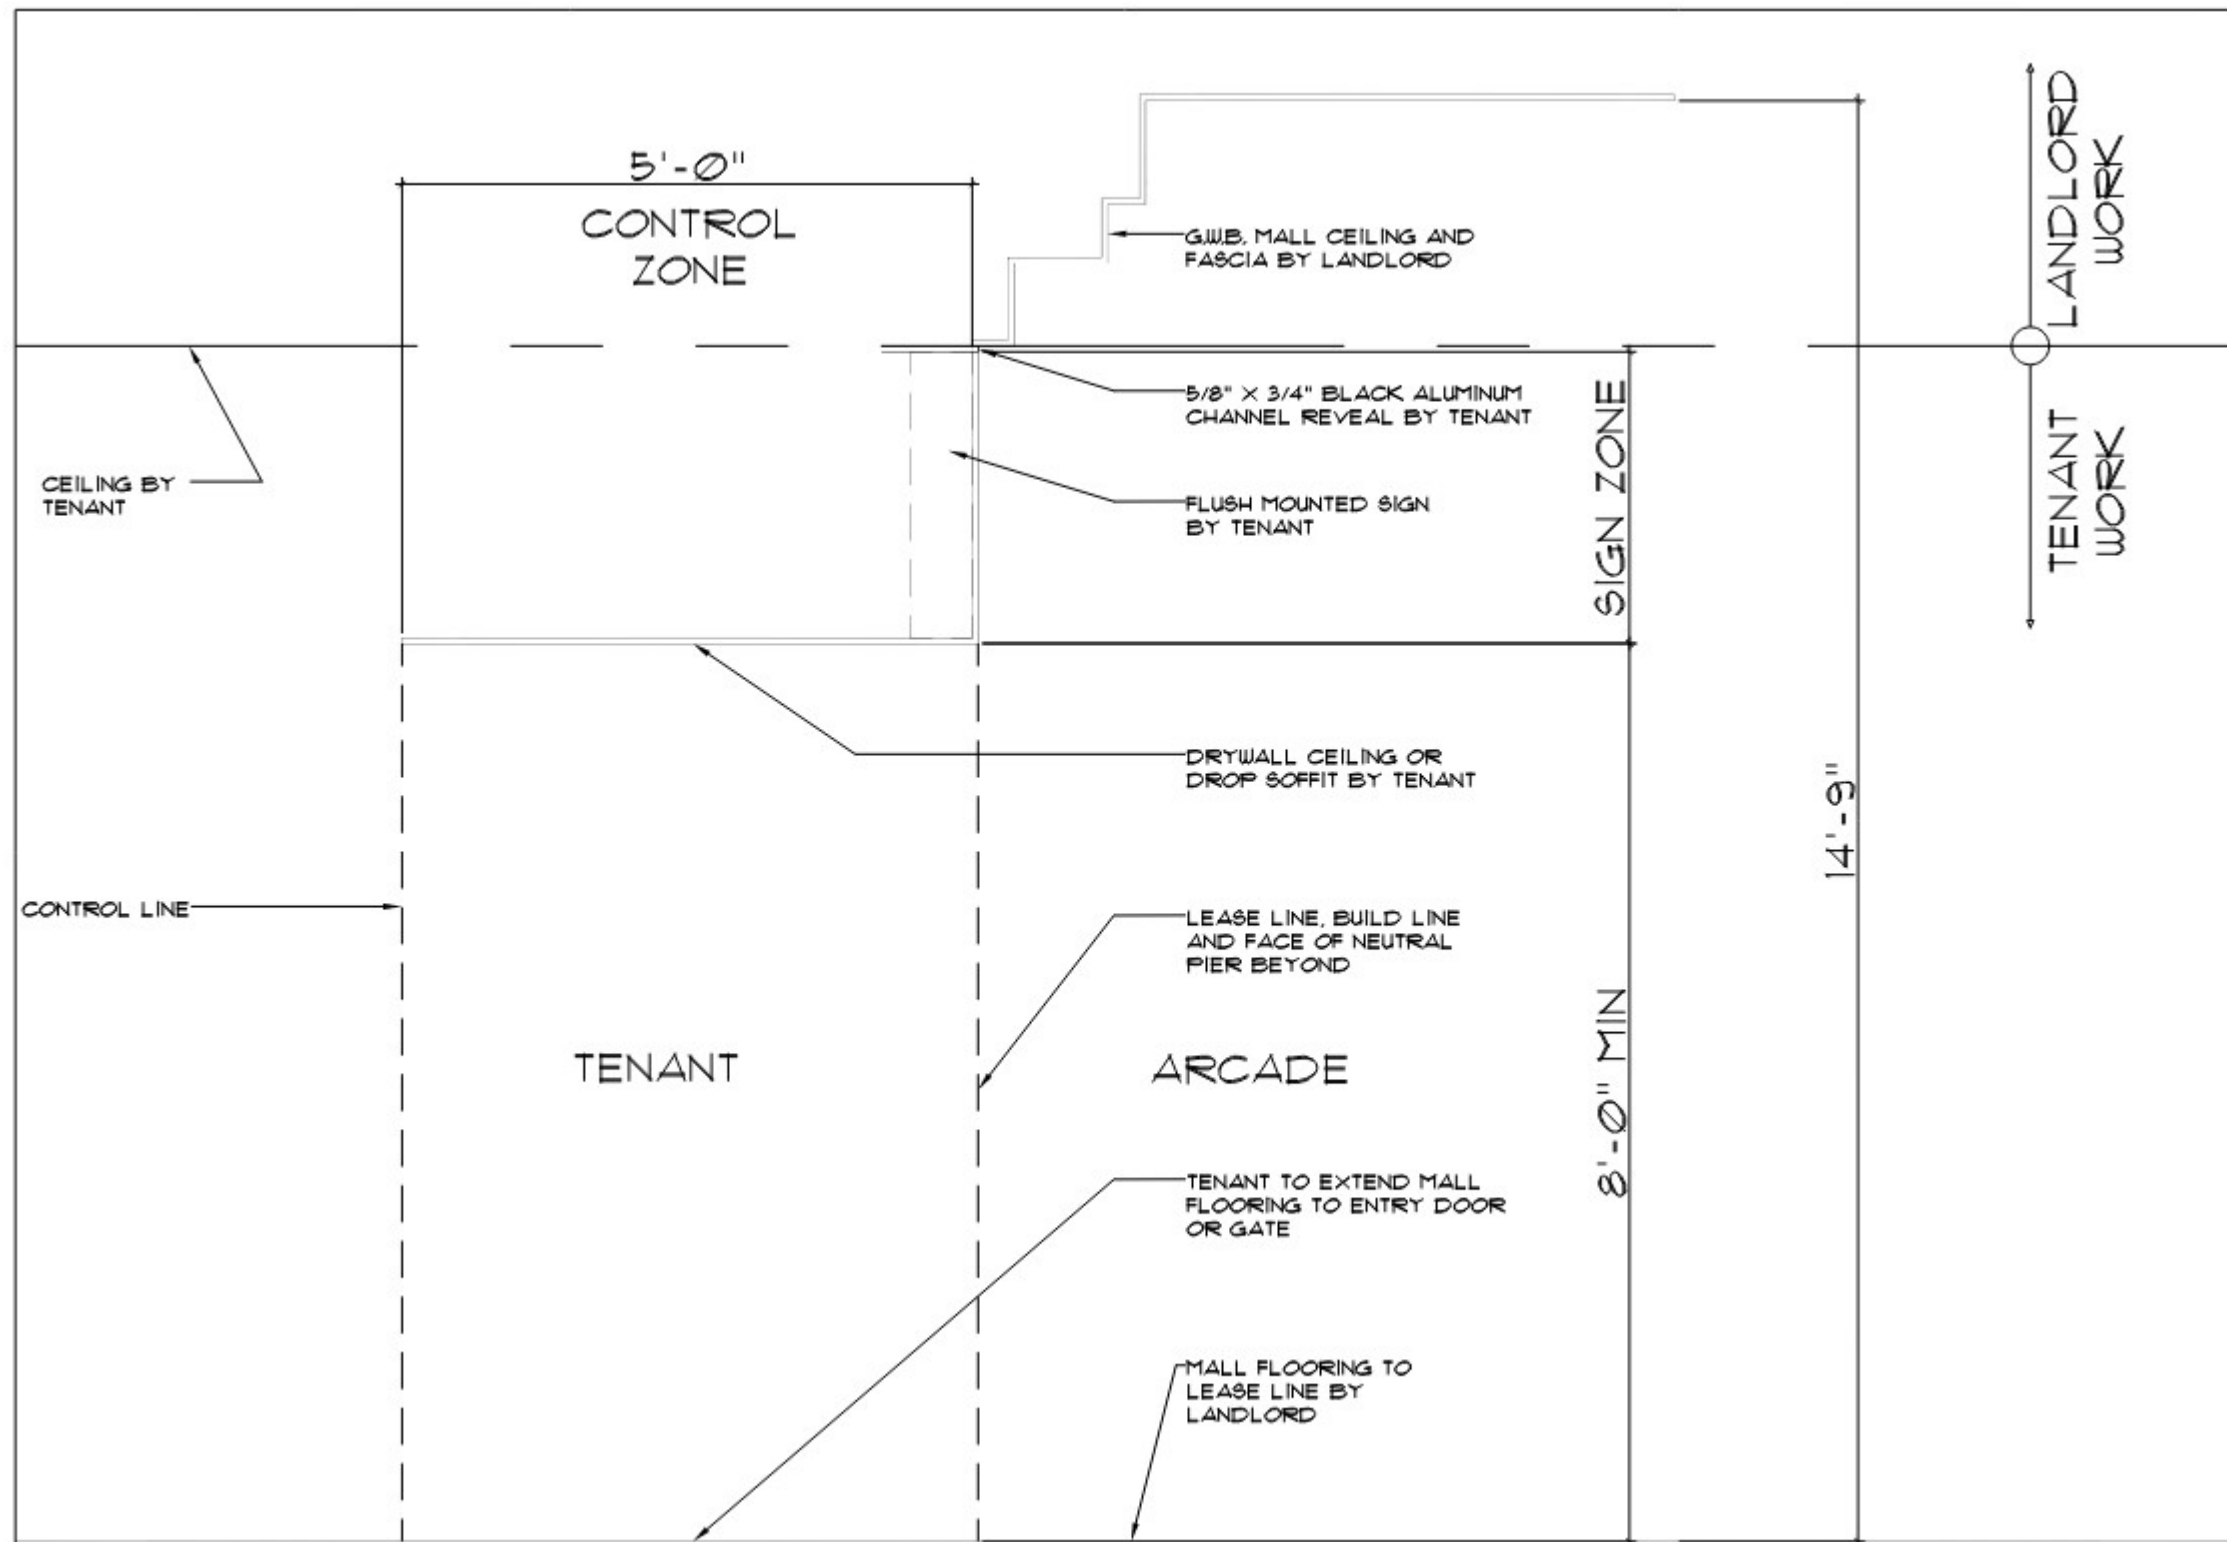 5'-0"
CONTROL
ZONE
G.W.B. MALL CEILING AND
FASCIA BY LANDLORD
LANDLORD
WORK
5/8" X 3/4" BLACK ALUMINUM
CHANNEL REVEAL BY TENANT
SIGN ZONE
TENANT
WORK
CEILING BY
TENANT
FLUSH MOUNTED SIGN
BY TENANT
DRYWALL CEILING OR
DROP SOFFIT BY TENANT
14'-9"
CONTROL LINE
LEASE LINE, BUILD LINE
AND FACE OF NEUTRAL
PIER BEYOND
8'-0" MIN
TENANT
ARCADE
TENANT TO EXTEND MALL
FLOORING TO ENTRY DOOR
OR GATE
MALL FLOORING TO
LEASE LINE BY
LANDLORD